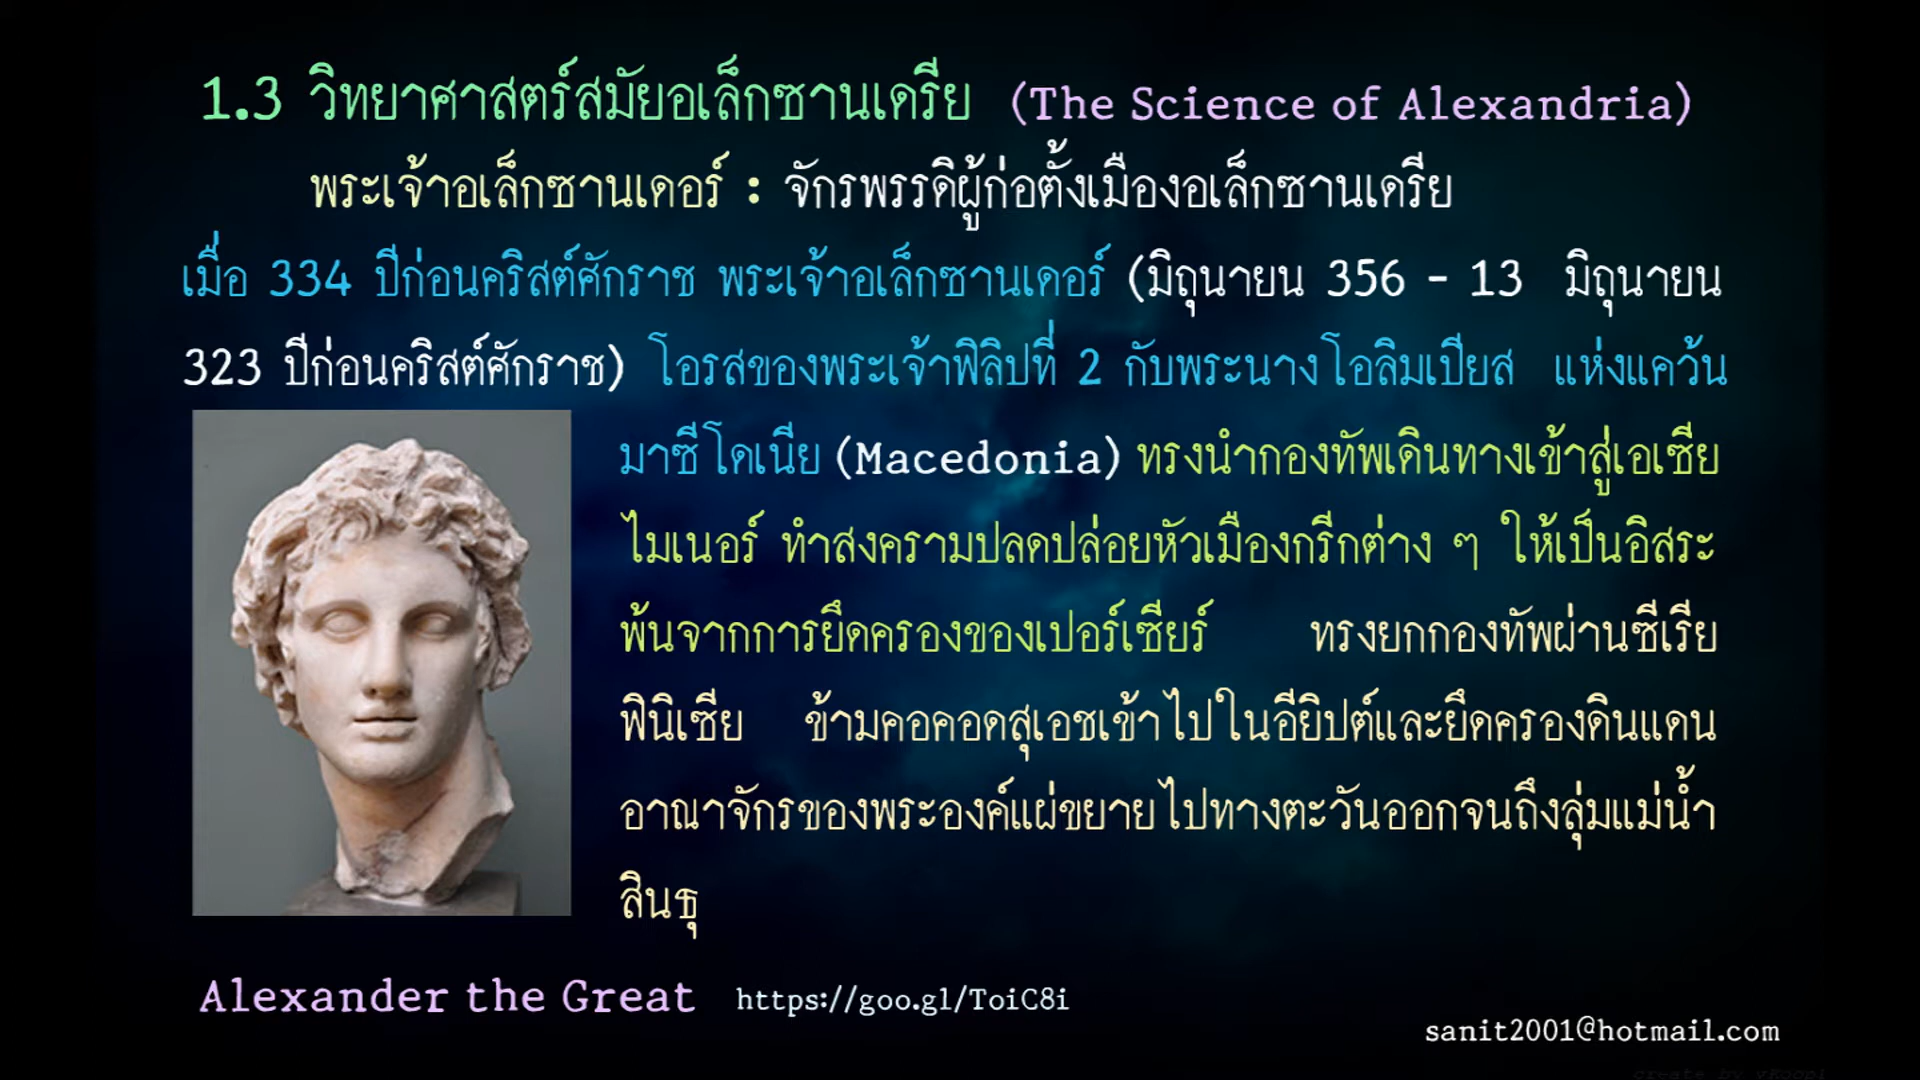 1.3 วิทยาศาสตร์สมัยอเล็กซานเดรีย (The Science of Alexandria)
พระเจ้าอเล็กซานเดอร์ : จักรพรรดิผู้ก่อตั้งเมืองอเล็กซานเดรีย
เมื่อ 334 ปีก่อนคริสต์ศักราช พระเจ้าอเล็กซานเดอร์ (มิถุนายน 356 - 13 มิถุนายน
323 ปีก่อนคริสต์ศักราช) โอรสของพระเจ้าฟิลิปที่ 2 กับพระนางโอลิมเปียส แห่งแคว้น
มาซีโดเนีย (Macedonia) ทรงนำกองทัพเดินทางเข้าสู่เอเซีย
ไมเนอร์ ทำสงครามปลดปล่อยหัวเมืองกรีกต่าง ๆ ให้เป็นอิสระ
พ้นจากการยึดครองของเปอร์เซียร์ ทรงยกกองทัพผ่านซีเรีย
ฟินิเซีย ข้ามคอคอดสุเอชเข้าไปในอียิปต์และยึดครองดินแดน
อาณาจักรของพระองค์แผ่ขยายไปทางตะวันออกจนถึงลุ่มแม่น้ำ
สินธุ
Alexander the Great https://goo.gl/ToiC8i
sanit2001@hotmail.com